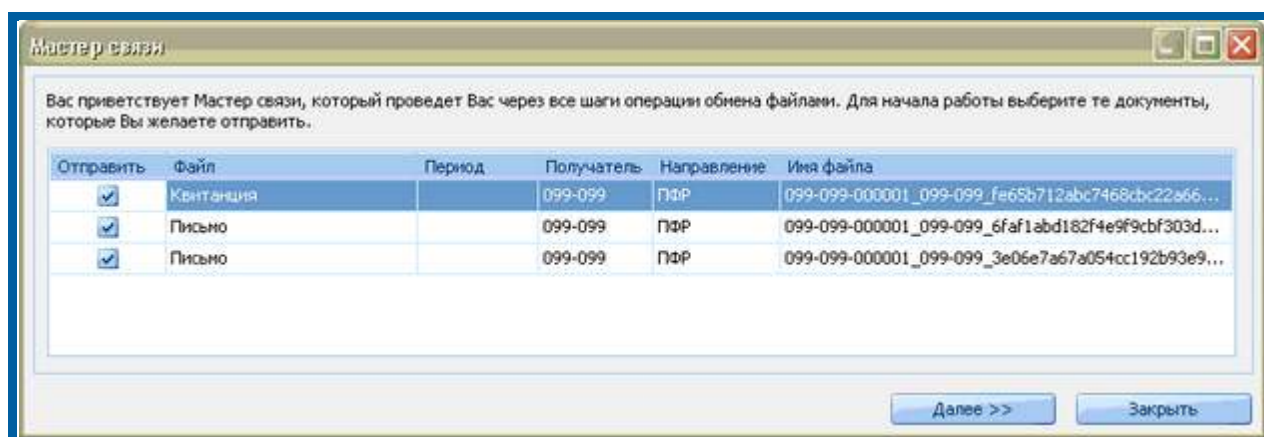 Мастер связи
Вас приветствует Мастер связи, который проведет Вас через все шаги операции обмена файлами. Для начала работы выберите те документы,
которые Вы желаете отправить.
Отправить Файл Период Получатель Направление Имя файла
Квитанция 099-099 ПФР 099-099-000001_099-099_fe65b712abc7468cbc22a66...
Письмо 099-099 ПФР 099-099-000001_099-099_6faf1abd182f4e9f9cbf303d...
Письмо 099-099 ПФР 099-099-000001_099-099_3e06e7a67a054cc192b93e9...
Далее >> Закрыть